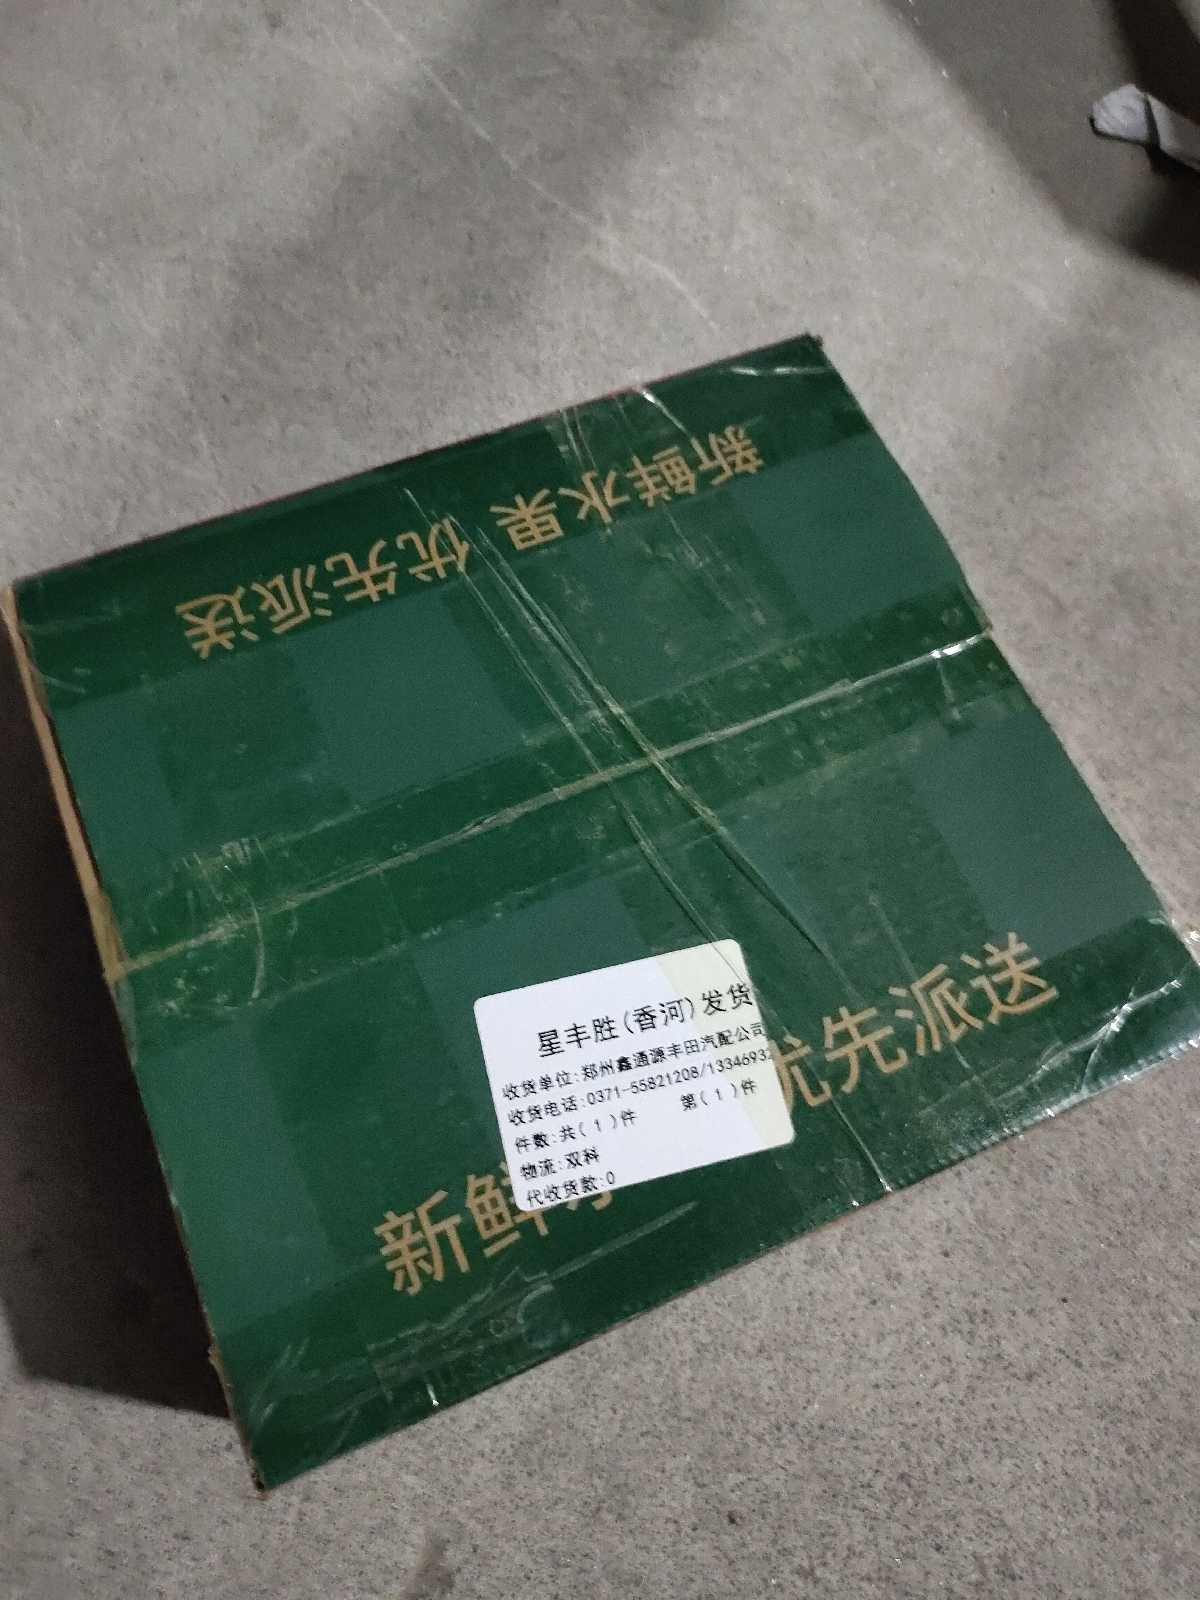 新鲜水果 优先派送
星丰胜(香河)发货
收货单位:郑州鑫通源丰田汽配公司
收货电话:0371-55821208/1334693
件数:共( 1 )件 第( 1 )件
物流:双科
代收货款:0
新鲜 优先派送